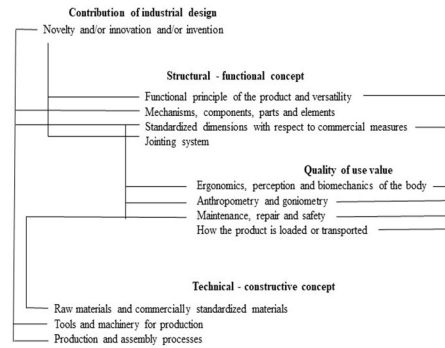 Contribution of industrial design
Novelty and/or innovation and/or invention
Structural - functional concept
Functional principle of the product and versatility
Mechanisms, components, parts and elements
Standardized dimensions with respect to commercial measures
Jointing system
Quality of use value
Ergonomics, perception and biomechanics of the body
Anthropometry and goniometry
Maintenance, repair and safety
How the product is loaded or transported
Technical - constructive concept
Raw materials and commercially standardized materials
Tools and machinery for production
Production and assembly processes